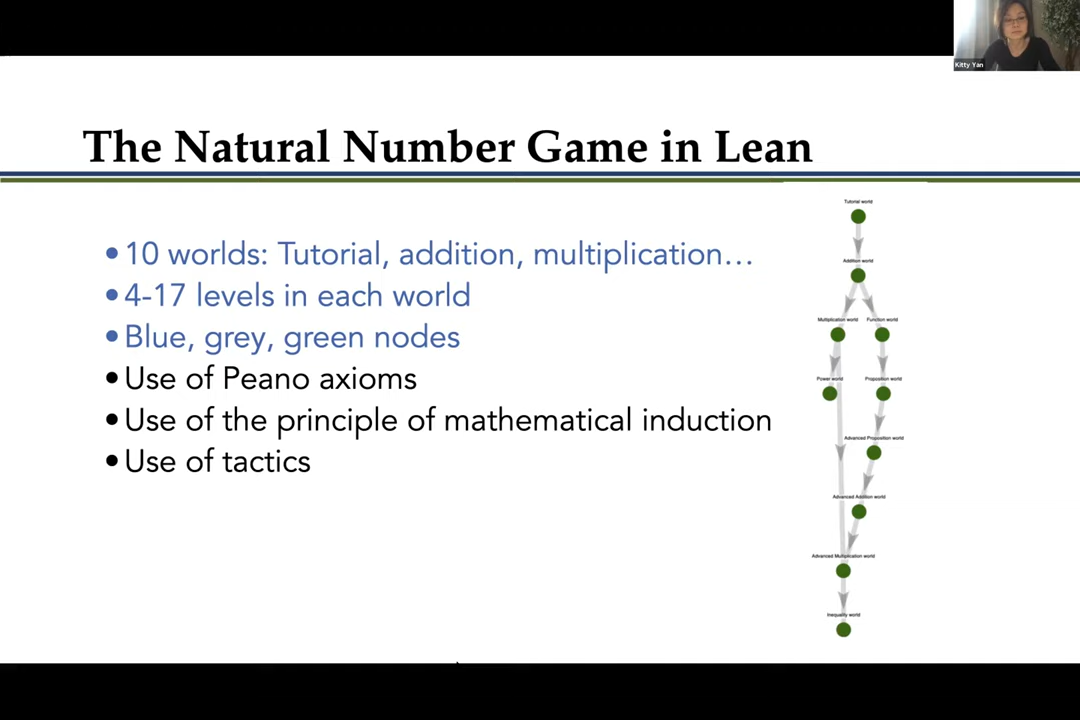 Kitty Yan
The Natural Number Game in Lean
•10 worlds: Tutorial, addition, multiplication…
•4-17 levels in each world
•Blue, grey, green nodes
•Use of Peano axioms
•Use of the principle of mathematical induction
•Use of tactics
Tutorial world
Addition world
Multiplication world Function world
Power world Proposition world
Advanced Proposition world
Advanced Addition world
Advanced Multiplication world
Inequality world